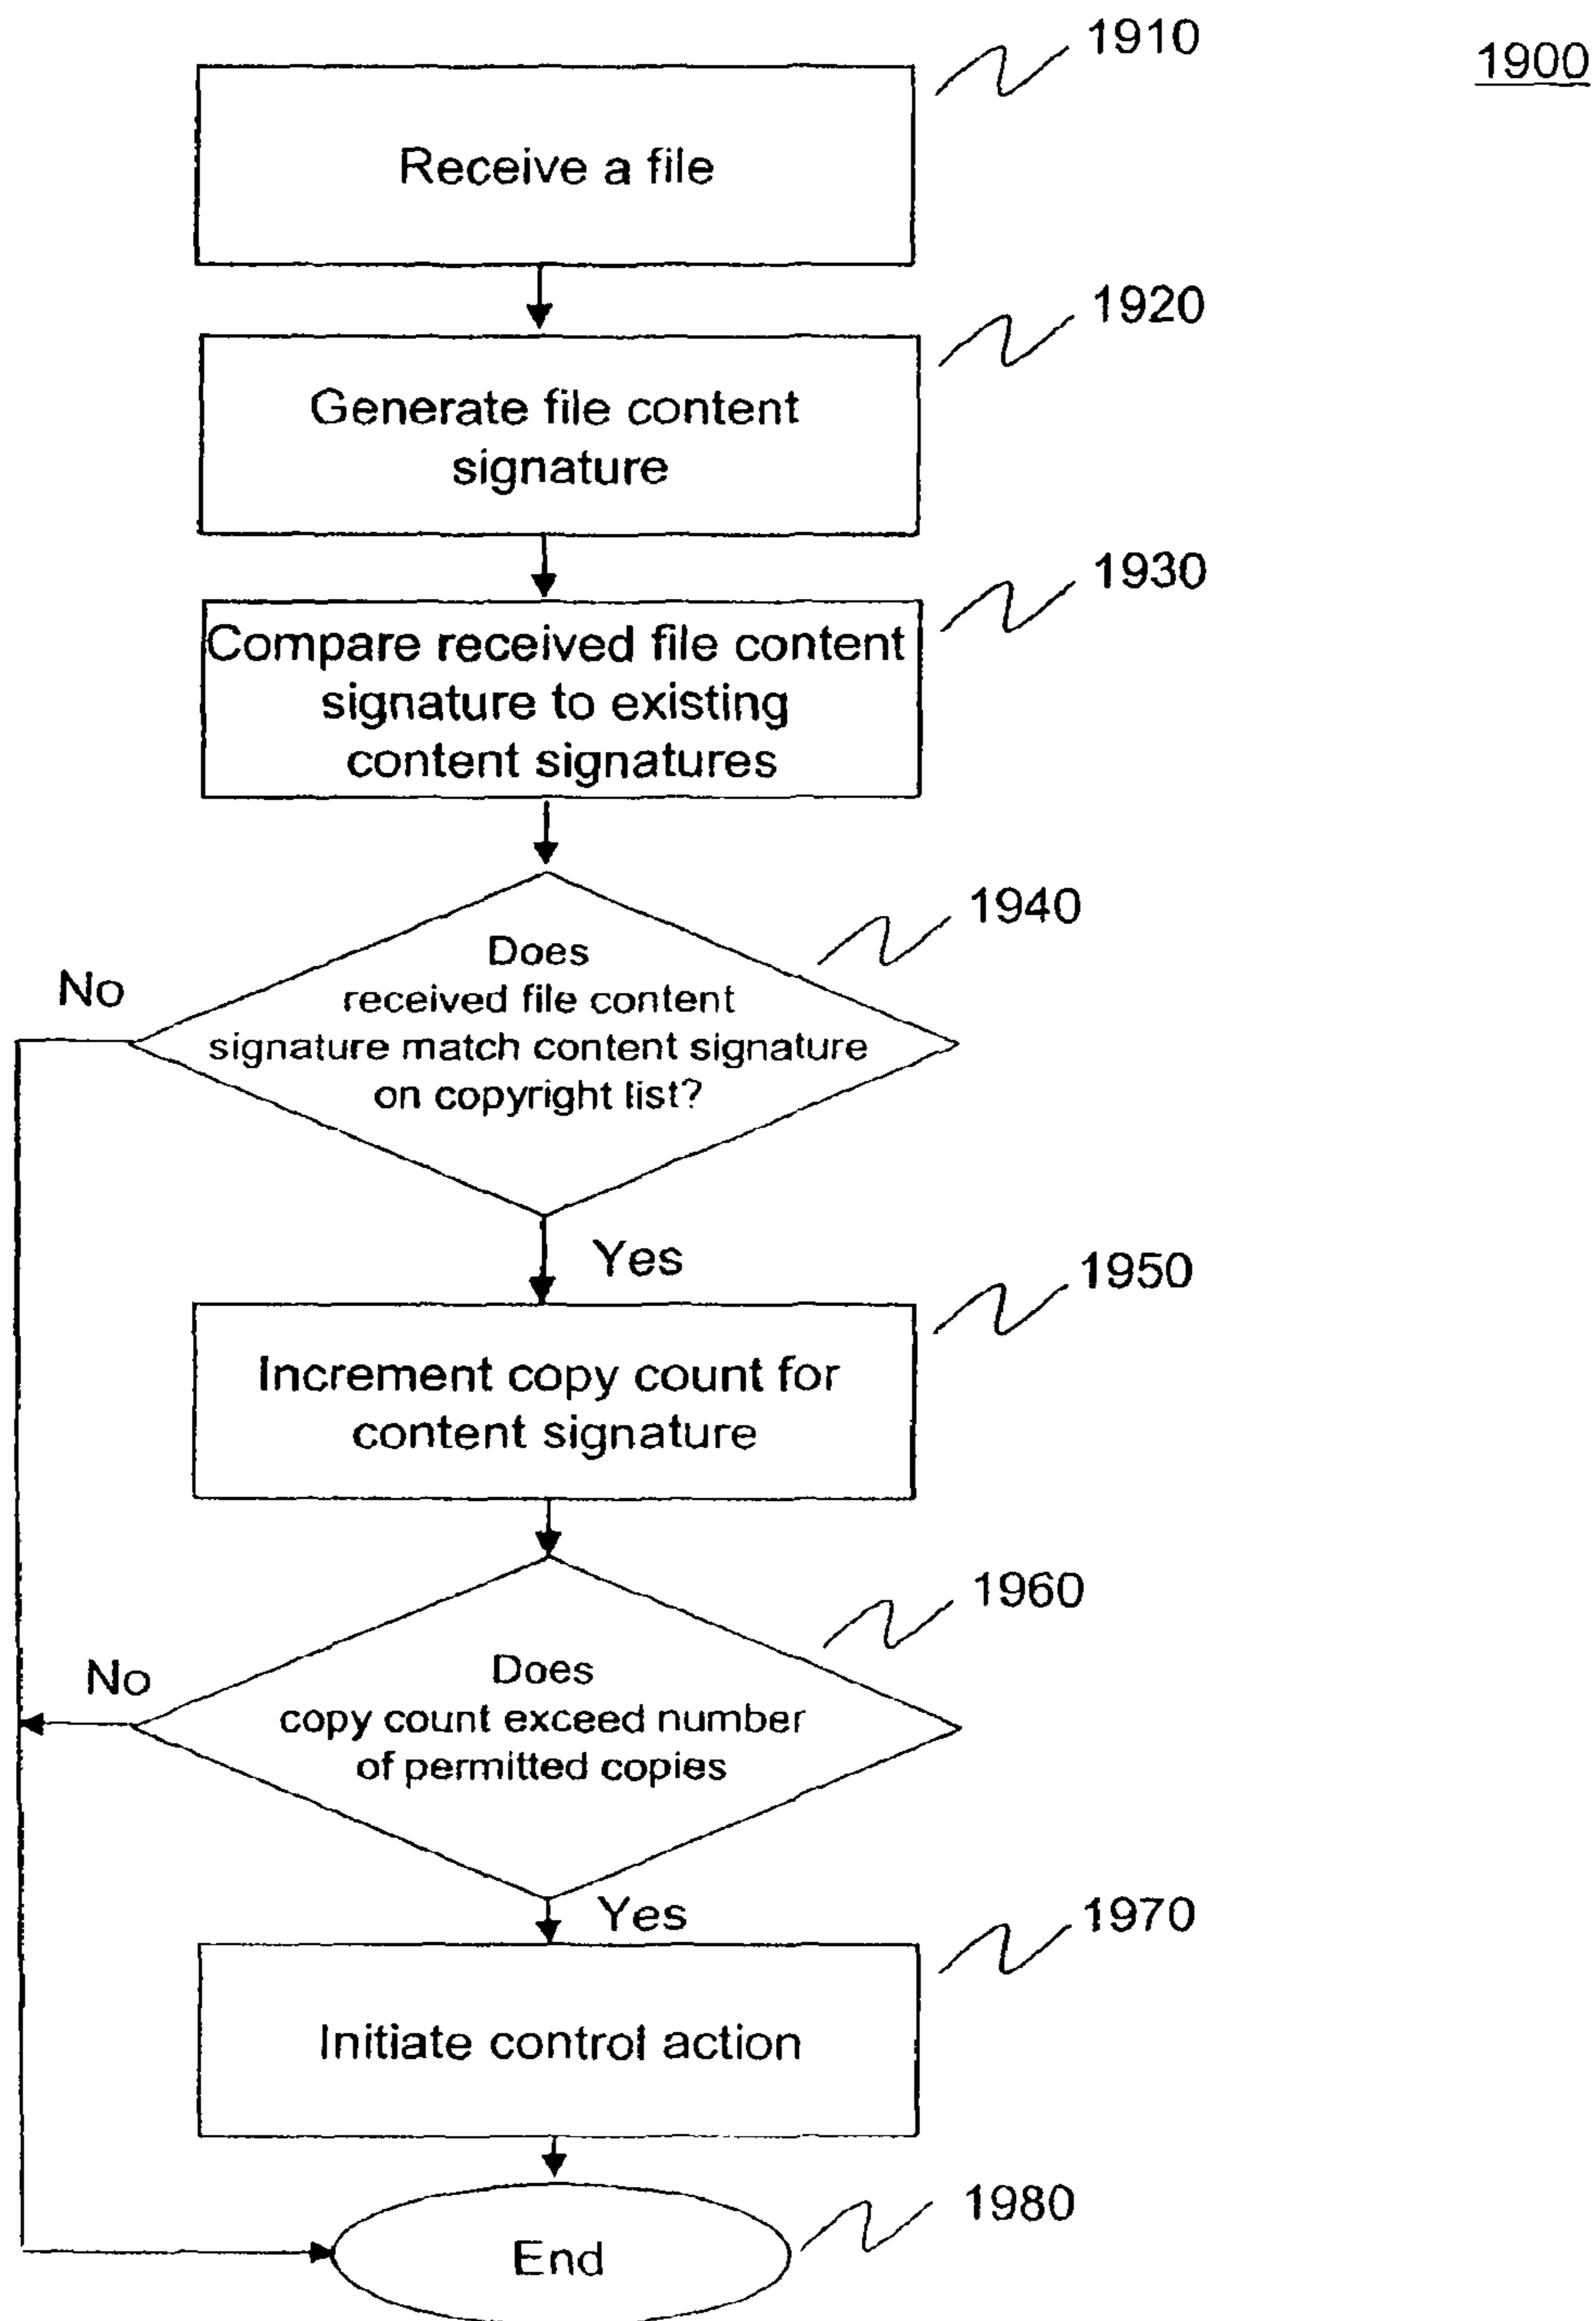 1910
1900
Receive a file
1920
Generate file content
signature
1930
Compare received file content
signature to existing
content signatures
1940
No
Does
received file content
signature match content signature
on copyright list?
Yes
1950
Increment copy count for
content signature
1960
No
Does
copy count exceed number
of permitted copies
Yes
1970
Initiate control action
1980
End